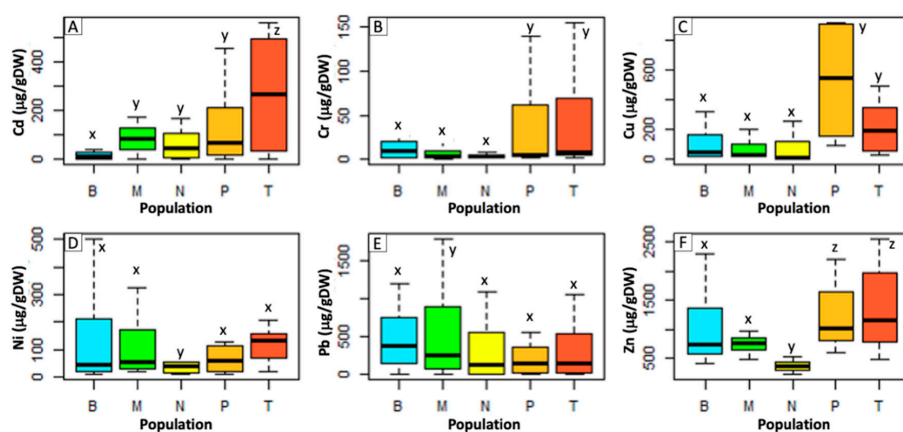 A
Cd (µg/gDW)
400
200
0
x
y
y
y
z
B M N P T
Population
B
Cr (µg/gDW)
150
100
50
0
x
x
x
y
y
B M N P T
Population
C
Cu (µg/gDW)
600
200
0
x
x
x
y
y
B M N P T
Population
D
Ni (µg/gDW)
500
300
100
0
x
x
y
x
x
B M N P T
Population
E
Pb (µg/gDW)
1500
500
0
x
y
x
x
x
B M N P T
Population
F
Zn (µg/gDW)
2500
1500
500
x
x
y
z
z
B M N P T
Population